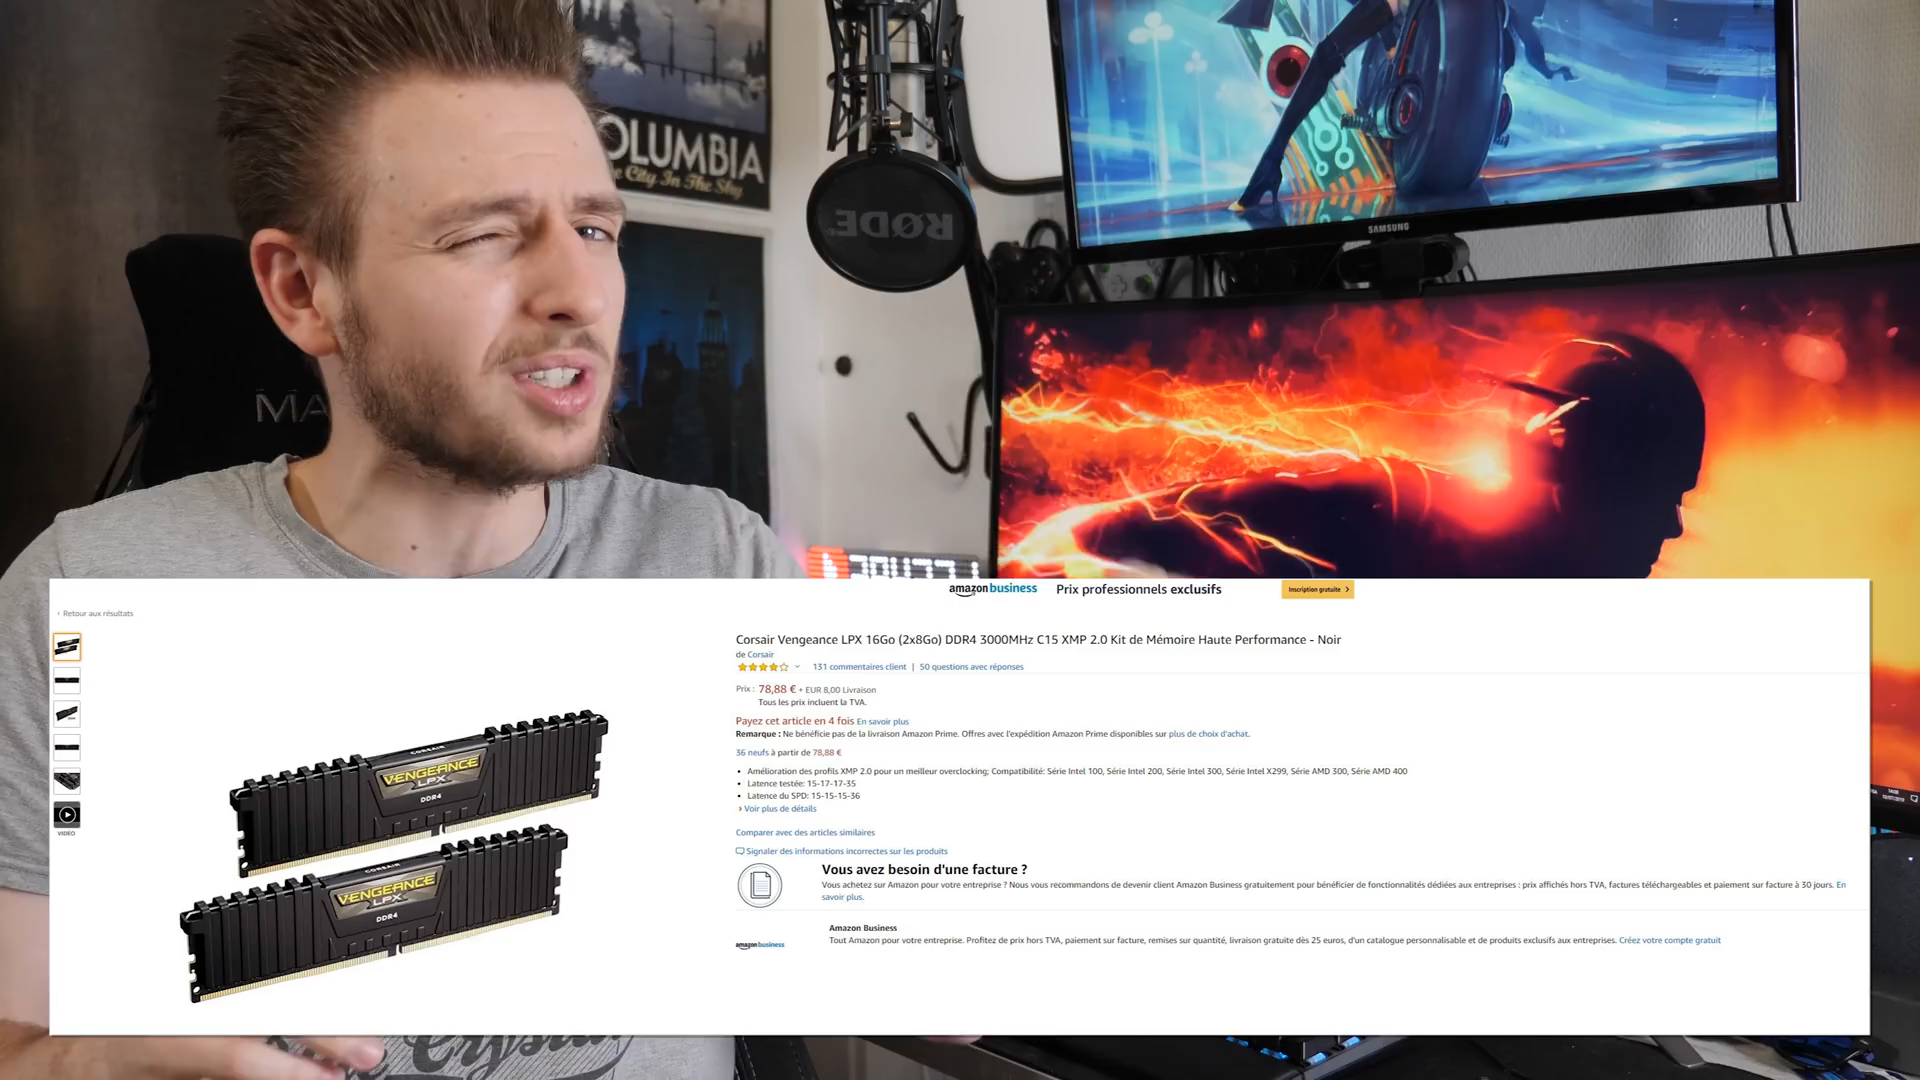 OLUMBIA
e City In The Sky
RØDE
SAMSUNG
MA
amazon business Prix professionnels exclusifs Inscription gratuite >
‹ Retour aux résultats
Corsair Vengeance LPX 16Go (2x8Go) DDR4 3000MHz C15 XMP 2.0 Kit de Mémoire Haute Performance - Noir
de Corsair
131 commentaires client | 50 questions avec réponses
Prix : 78,88 € + EUR 8,00 Livraison
Tous les prix incluent la TVA.
Payez cet article en 4 fois En savoir plus
Remarque : Ne bénéficie pas de la livraison Amazon Prime. Offres avec l'expédition Amazon Prime disponibles sur plus de choix d'achat.
36 neufs à partir de 78,88 €
• Amélioration des profils XMP 2.0 pour un meilleur overclocking; Compatibilité: Série Intel 100, Série Intel 200, Série Intel 300, Série Intel X299, Série AMD 300, Série AMD 400
• Latence testée: 15-17-17-35
• Latence du SPD: 15-15-15-36
› Voir plus de détails
Comparer avec des articles similaires
Signaler des informations incorrectes sur les produits
Vous avez besoin d'une facture ?
Vous achetez sur Amazon pour votre entreprise ? Nous vous recommandons de devenir client Amazon Business gratuitement pour bénéficier de fonctionnalités dédiées aux entreprises : prix affichés hors TVA, factures téléchargeables et paiement sur facture à 30 jours. En
savoir plus.
Amazon Business
amazon business
Tout Amazon pour votre entreprise. Profitez de prix hors TVA, paiement sur facture, remises sur quantité, livraison gratuite dès 25 euros, d'un catalogue personnalisable et de produits exclusifs aux entreprises. Créez votre compte gratuit
VIDEO
CORSAIR
VENGEANCE
LPX
DDR4
CORSAIR
VENGEANCE
LPX
DDR4
Crystal